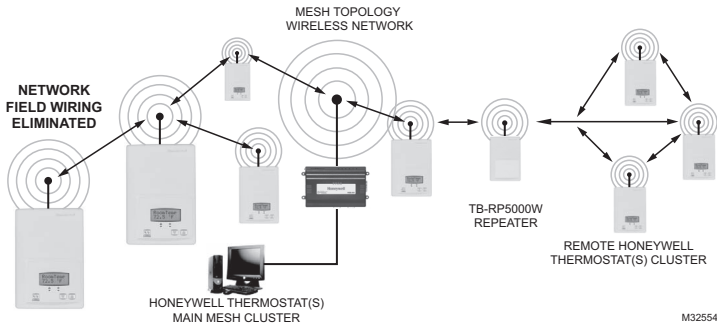 MESH TOPOLOGY
WIRELESS NETWORK
NETWORK
FIELD WIRING
ELIMINATED
Honeywell
TB-RP5000W
REPEATER
REMOTE HONEYWELL
THERMOSTAT(S) CLUSTER
HONEYWELL THERMOSTAT(S)
MAIN MESH CLUSTER
M32554